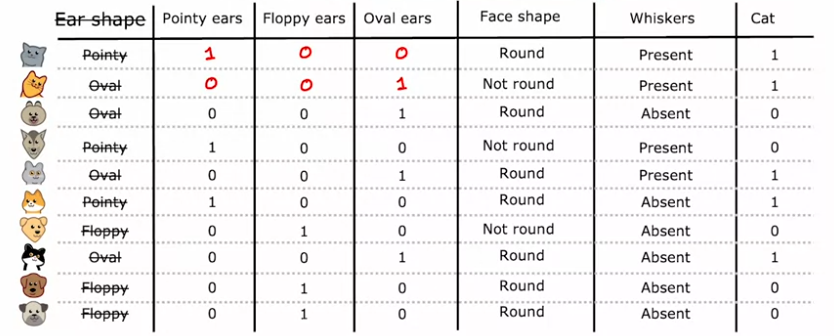 Ear shape Pointy ears Floppy ears Oval ears Face shape Whiskers Cat
Pointy 1 0 0 Round Present 1
Oval 0 0 1 Not round Present 1
Oval 0 0 1 Round Absent 0
Pointy 1 0 0 Not round Present 0
Oval 0 0 1 Round Present 1
Pointy 1 0 0 Round Absent 1
Floppy 0 1 0 Not round Absent 0
Oval 0 0 1 Round Absent 1
Floppy 0 1 0 Round Absent 0
Floppy 0 1 0 Round Absent 0